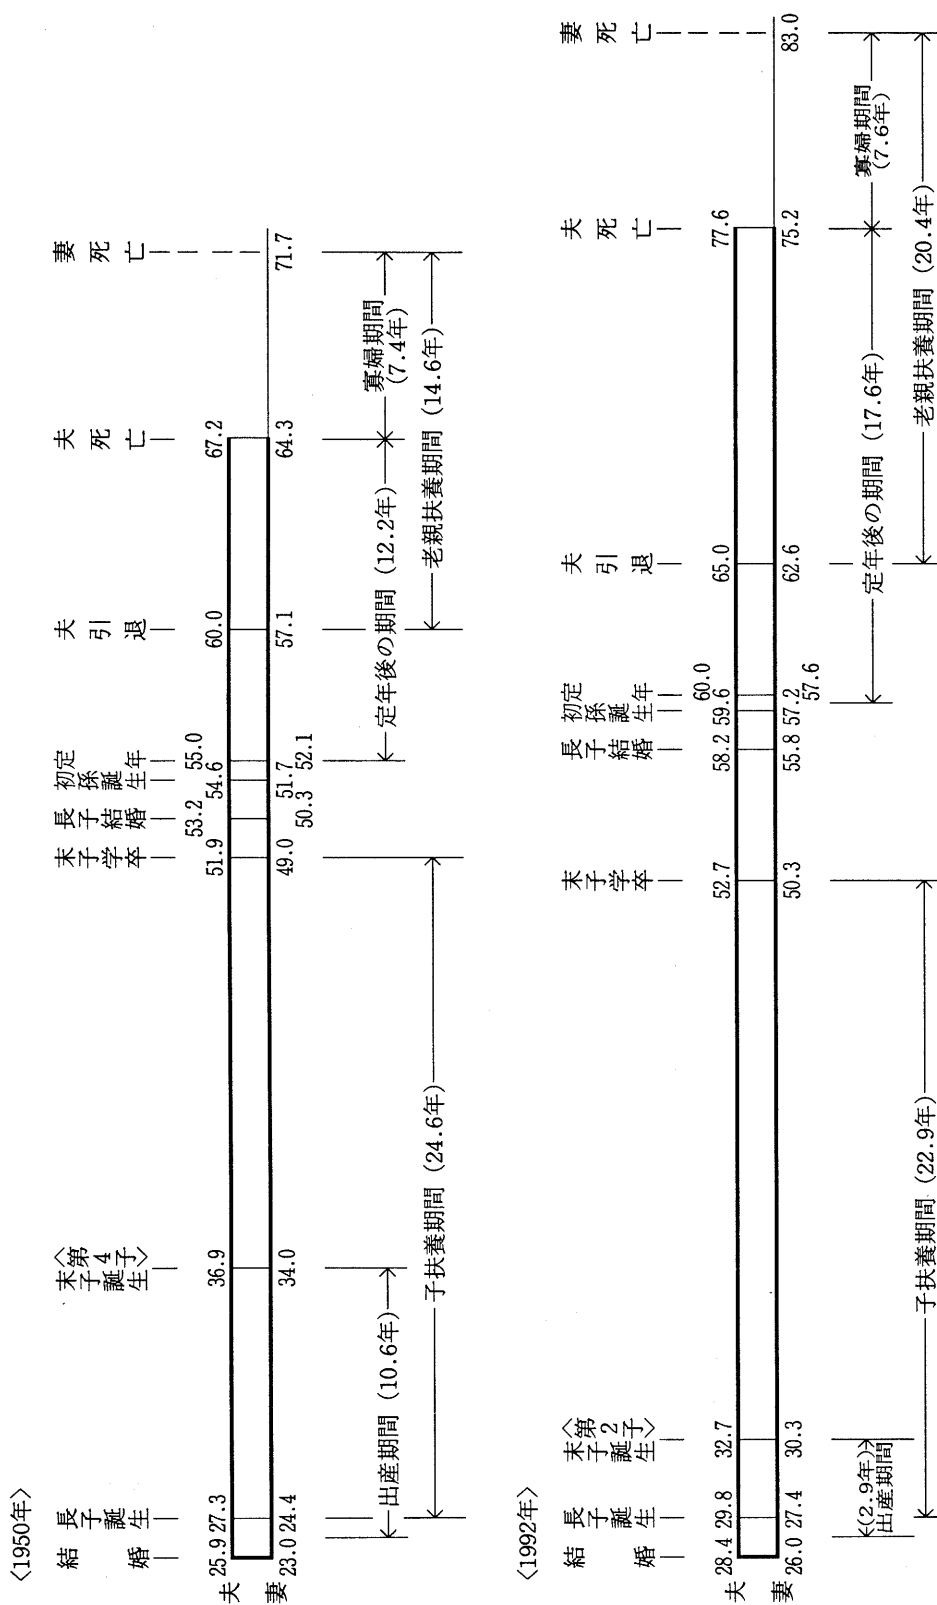 〈1950年〉
結婚
長子誕生
末子誕生〈第4子〉
末子学卒
長子結婚
初孫誕生
定年
夫引退
夫死亡
妻死亡
夫 25.9 27.3 36.9 51.9 53.2 54.6 55.0 60.0 67.2
妻 23.0 24.4 34.0 49.0 50.3 51.7 52.1 57.1 64.3 71.7
出産期間 (10.6年)
定年後の期間 (12.2年)
寡婦期間
(7.4年)
子扶養期間 (24.6年)
老親扶養期間 (14.6年)
〈1992年〉
結婚
長子誕生
末子誕生〈第2子〉
末子学卒
長子結婚
初孫誕生
定年
夫引退
夫死亡
妻死亡
夫 28.4 29.8 32.7 52.7 58.2 59.6 60.0 65.0 77.6
妻 26.0 27.4 30.3 50.3 55.8 57.2 57.6 62.6 75.2 83.0
(2.9年)
出産期間
定年後の期間 (17.6年)
寡婦期間
(7.6年)
子扶養期間 (22.9年)
老親扶養期間 (20.4年)